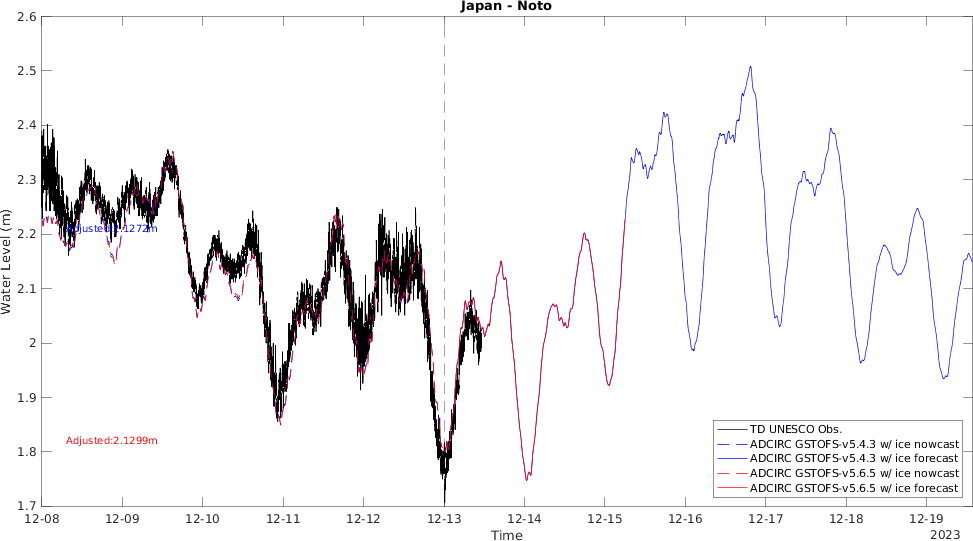 Japan - Noto
2.6
2.5
2.4
2.3
2.2
2.1
2
1.9
1.8
1.7
Water Level (m)
Adjusted:2.1272m
Adjusted:2.1299m
TD UNESCO Obs.
ADCIRC GSTOFS-v5.4.3 w/ ice nowcast
ADCIRC GSTOFS-v5.4.3 w/ ice forecast
ADCIRC GSTOFS-v5.6.5 w/ ice nowcast
ADCIRC GSTOFS-v5.6.5 w/ ice forecast
12-08 12-09 12-10 12-11 12-12 12-13 12-14 12-15 12-16 12-17 12-18 12-19
2023
Time